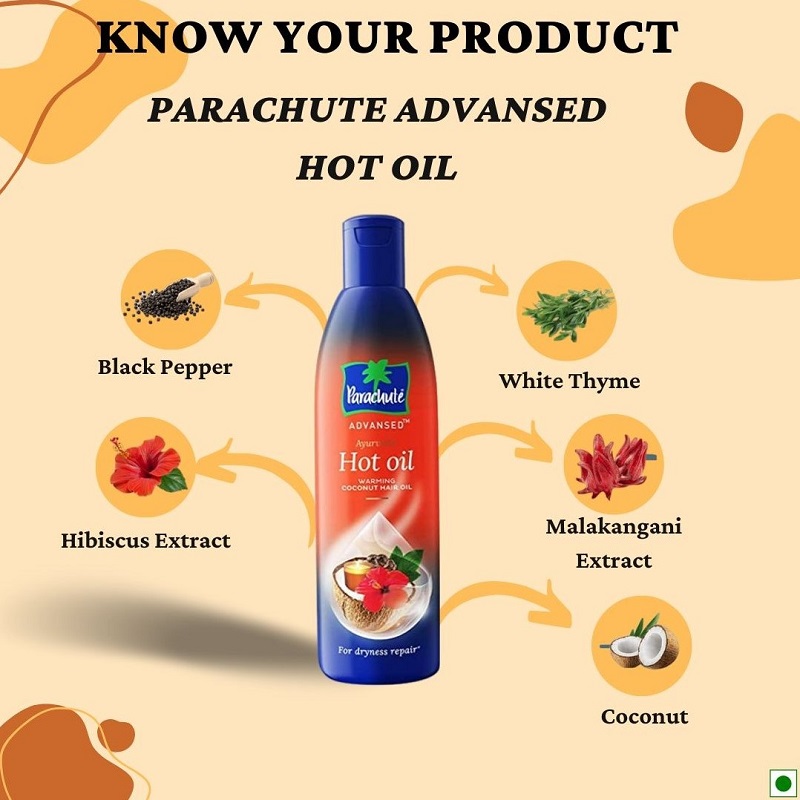 KNOW YOUR PRODUCT
PARACHUTE ADVANSED
HOT OIL
Black Pepper
White Thyme
Hibiscus Extract
Malakangani
Extract
Coconut
Parachute
ADVANSED™
Hot oil
WARMING
COCONUT HAIR OIL
For dryness repair*